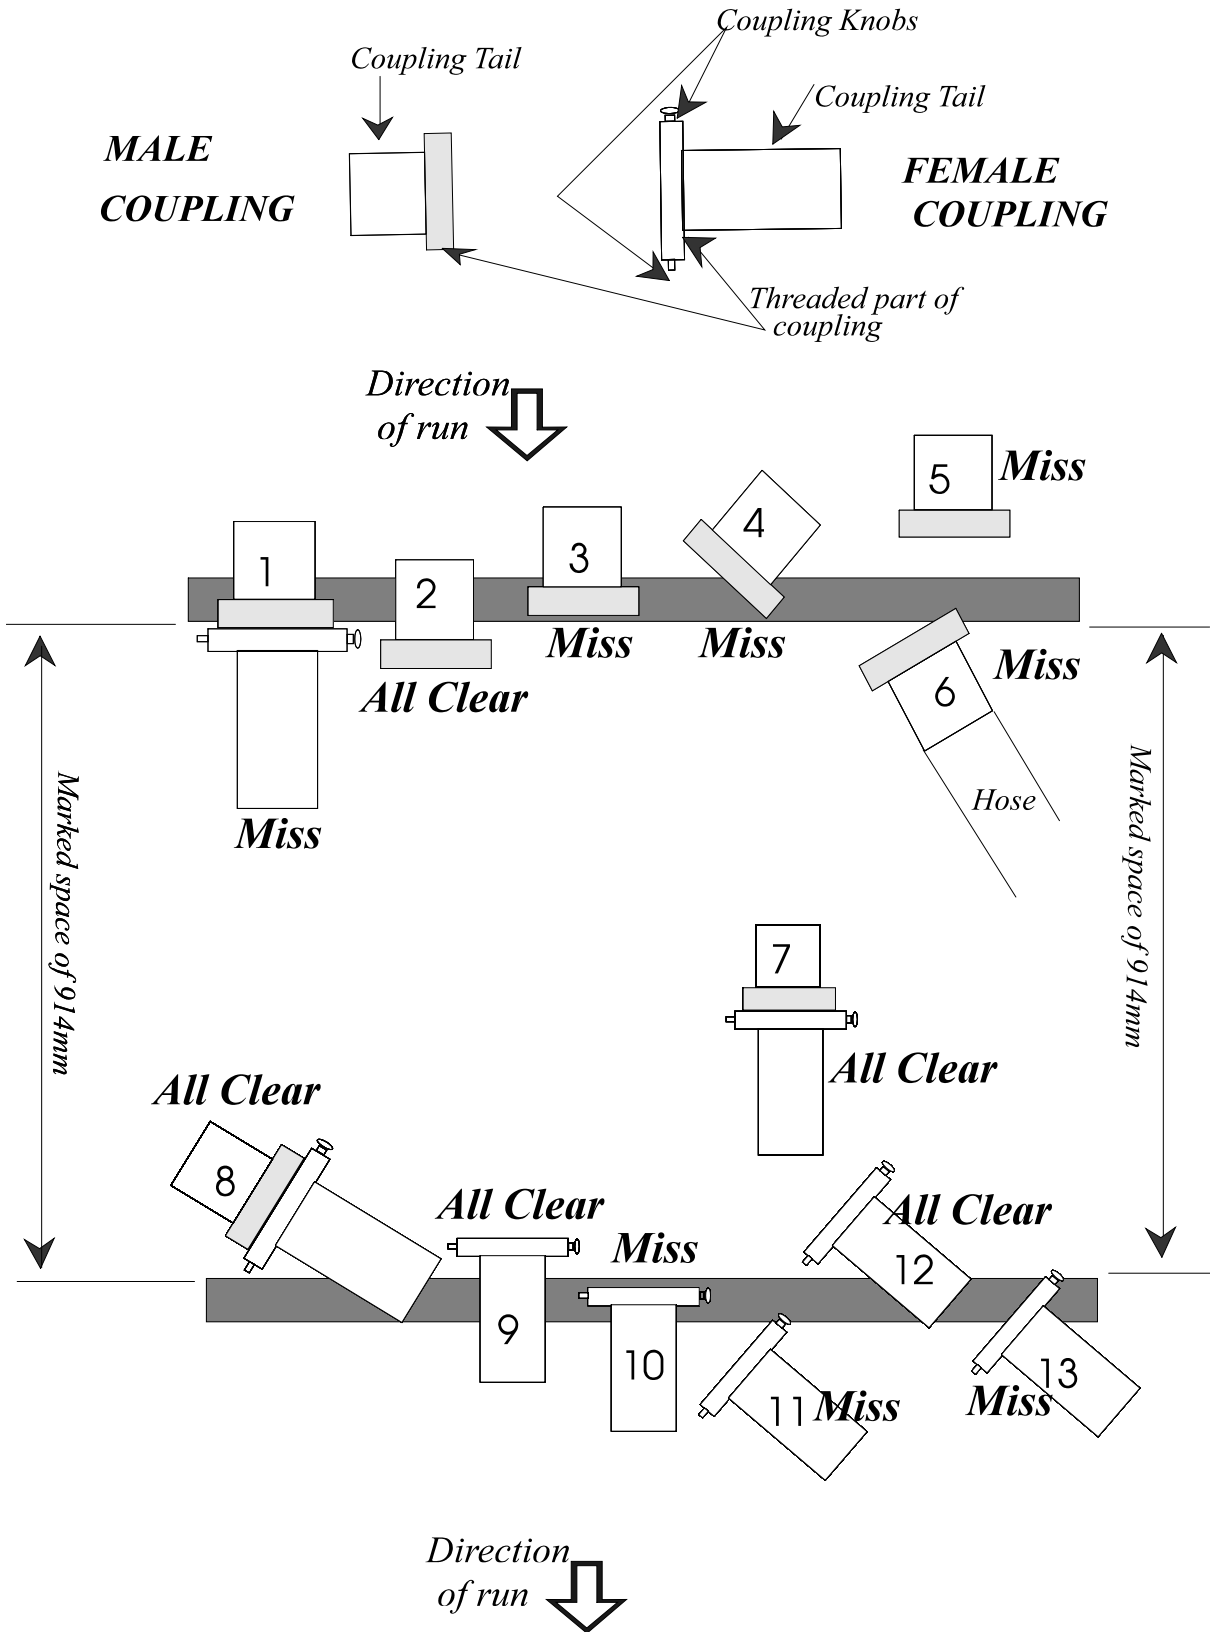 Coupling Knobs
Coupling Tail
Coupling Tail
MALE
COUPLING
FEMALE
COUPLING
Threaded part of
coupling
Direction
of run
5
Miss
4
3
1
2
Miss
Miss
Miss
All Clear
6
Hose
Miss
Marked space of 914mm
Marked space of 914mm
7
All Clear
All Clear
8
All Clear
Miss
All Clear
12
9
10
13
11
Miss
Miss
Direction
of run